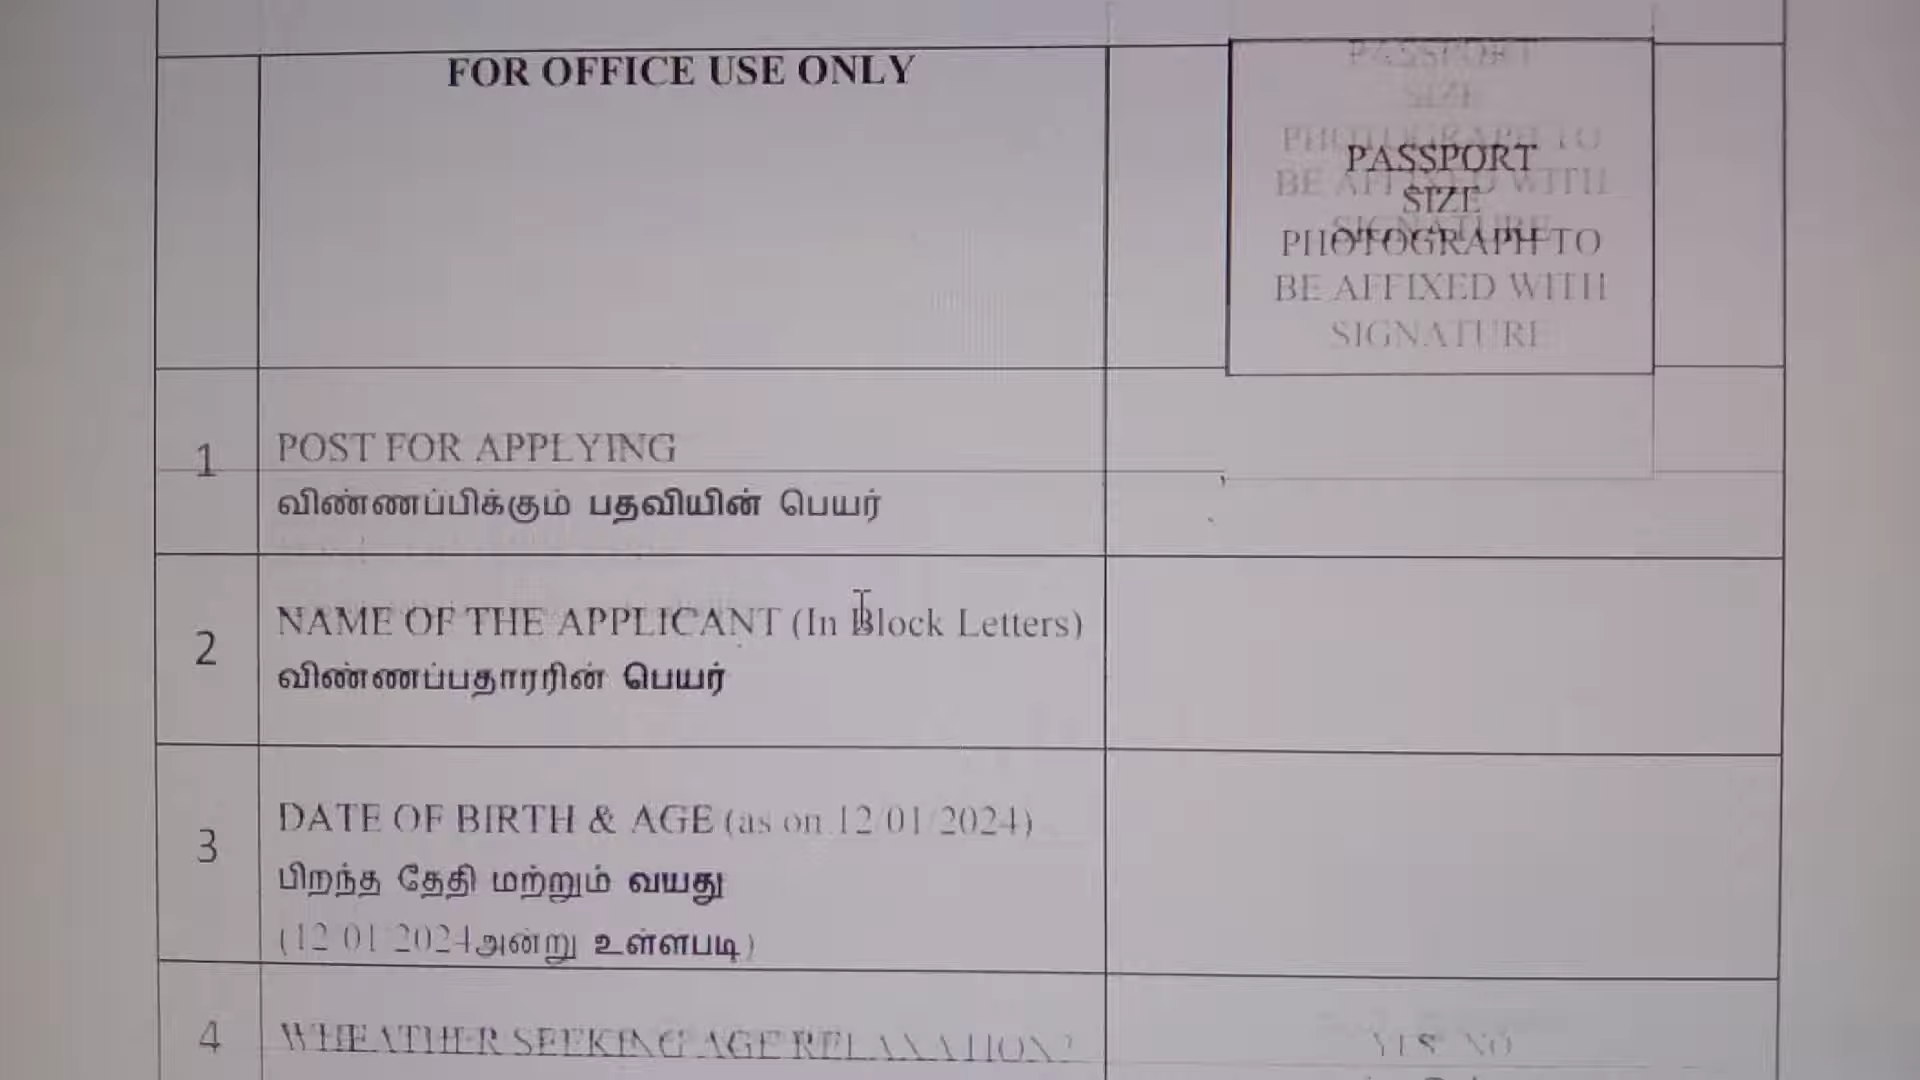 FOR OFFICE USE ONLY
PASSPORT
SIZE
PHOTOGRAPH TO
BE AFFIXED WITH
SIGNATURE
1
POST FOR APPLYING
விண்ணப்பிக்கும் பதவியின் பெயர்
2
NAME OF THE APPLICANT (In Block Letters)
விண்ணப்பதாரரின் பெயர்
3
DATE OF BIRTH & AGE (as on 12/01/2024)
பிறந்த தேதி மற்றும் வயது
(12/01/2024அன்று உள்ளபடி)
4
WHEATHER SEEKING AGE RELAXATION?
YES/NO